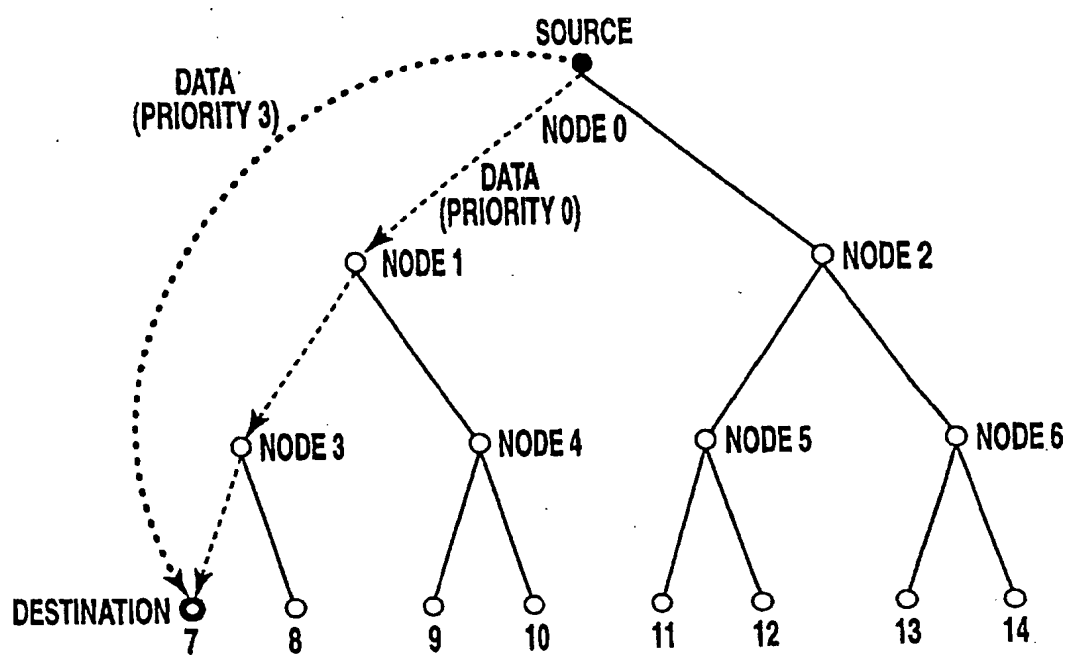 SOURCE
DATA
(PRIORITY 3)
NODE 0
DATA
(PRIORITY 0)
NODE 1
NODE 2
NODE 3
NODE 4
NODE 5
NODE 6
DESTINATION
7
8
9
10
11
12
13
14